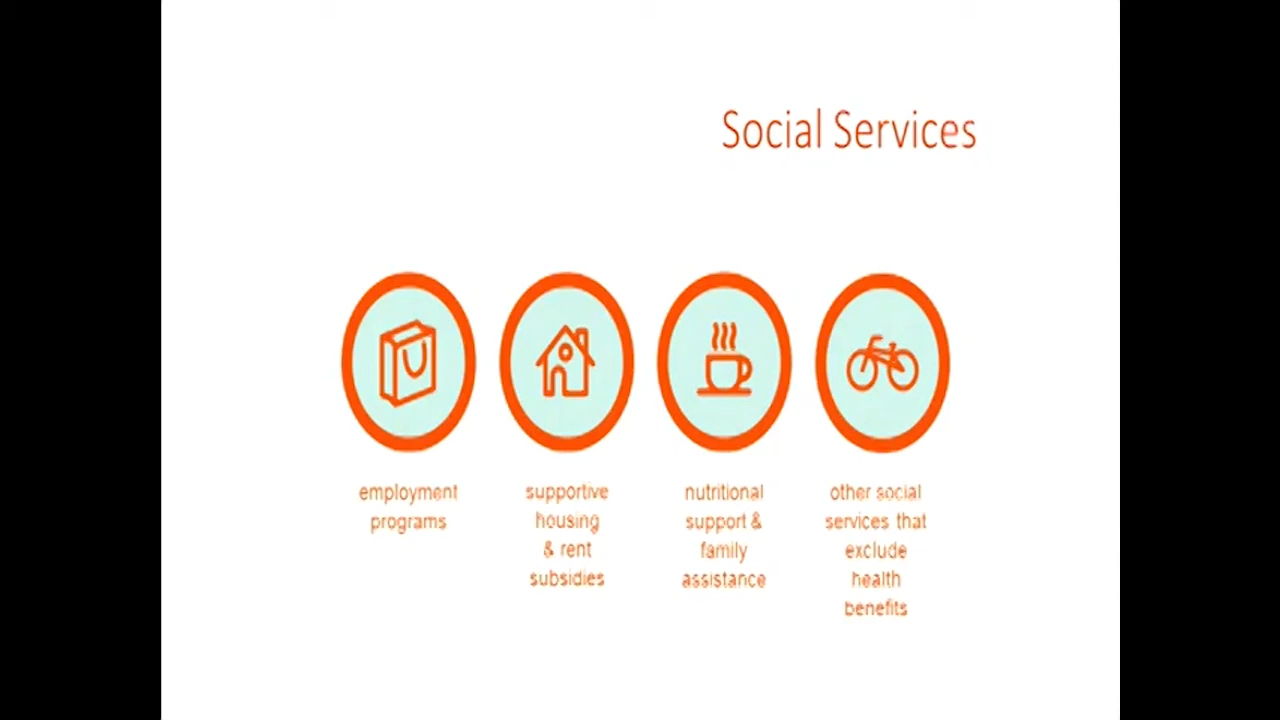 Social Services
employment
programs
supportive
housing
& rent
subsidies
nutritional
support &
family
assistance
other social
services that
exclude
health
benefits